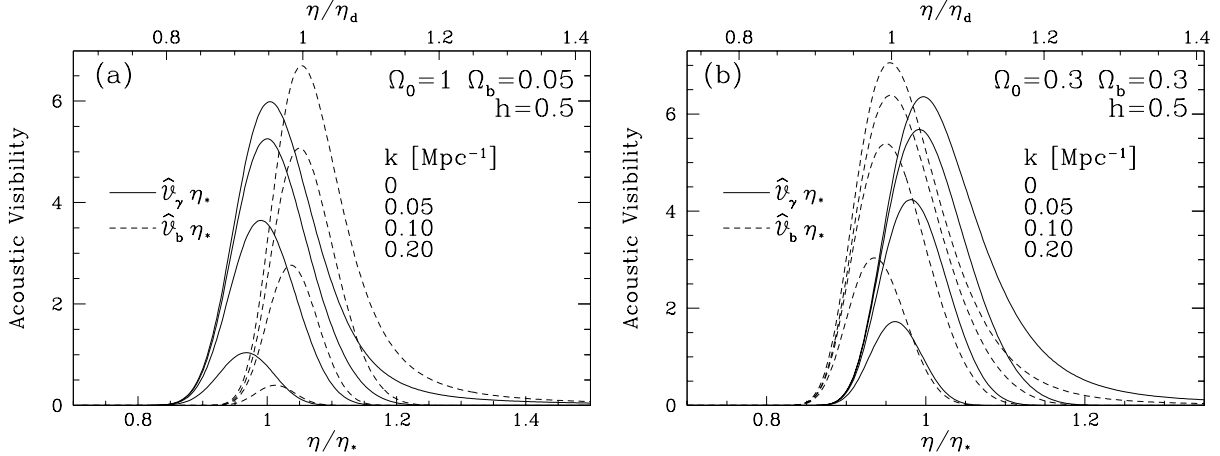 η/η_d
0.8 1 1.2 1.4
(a)
Ω₀=1 Ω_b=0.05
h=0.5
k [Mpc⁻¹]
0
0.05
0.10
0.20
𝒱̂_γ η_*
𝒱̂_b η_*
Acoustic Visibility
6
4
2
0
0.8 1 1.2
η/η_*
η/η_d
0.8 1 1.2 1.4
(b)
Ω₀=0.3 Ω_b=0.3
h=0.5
k [Mpc⁻¹]
0
0.05
0.10
0.20
𝒱̂_γ η_*
𝒱̂_b η_*
Acoustic Visibility
6
4
2
0
0.8 1 1.2
η/η_*